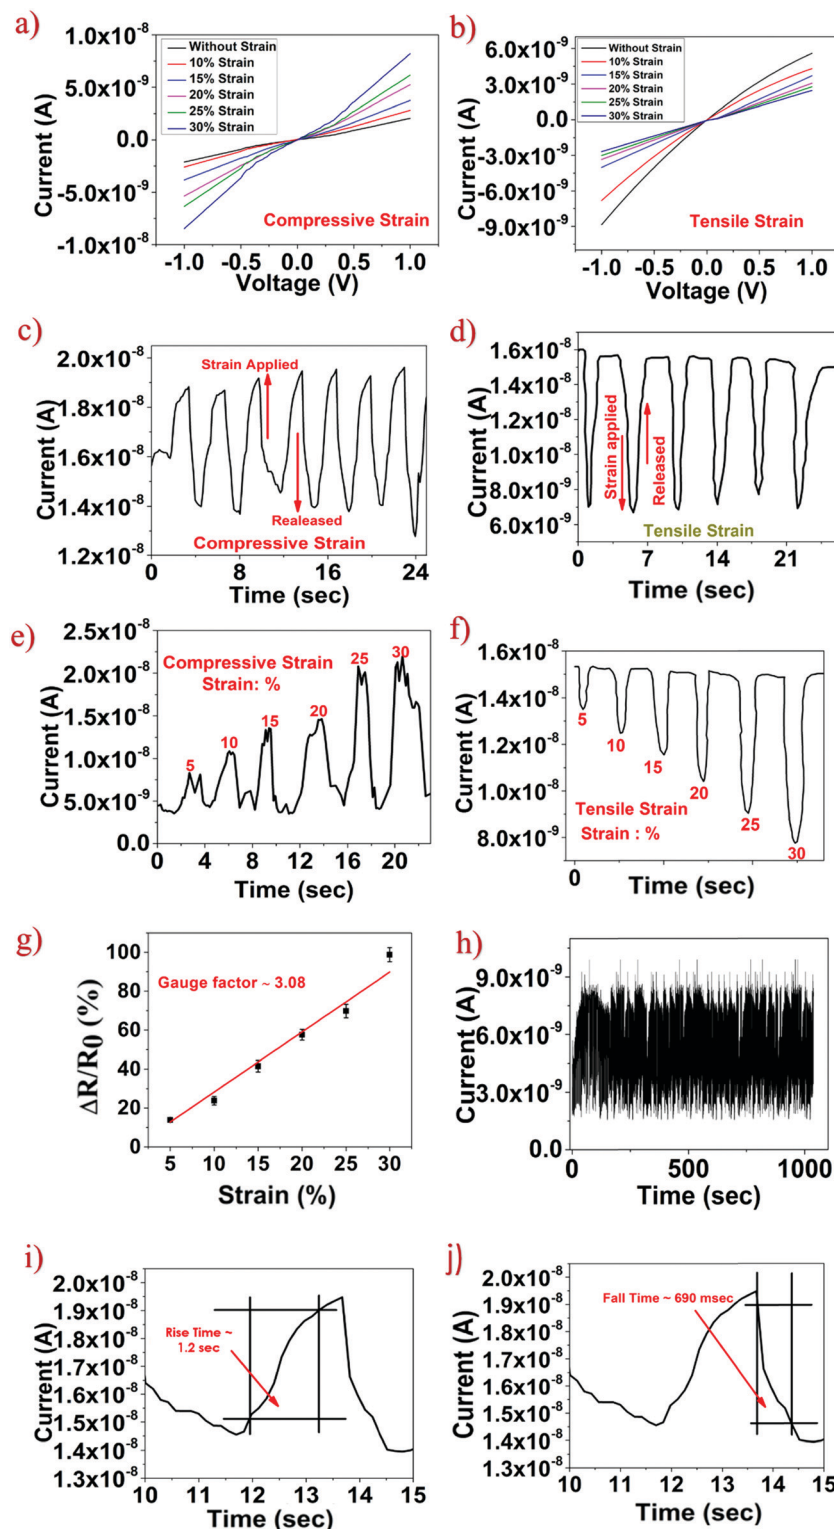 a)
1.0x10⁻⁸
5.0x10⁻⁹
0.0
-5.0x10⁻⁹
-1.0x10⁻⁸
Current (A)
Without Strain
10% Strain
15% Strain
20% Strain
25% Strain
30% Strain
Compressive Strain
-1.0 -0.5 0.0 0.5 1.0
Voltage (V)
b)
6.0x10⁻⁹
3.0x10⁻⁹
0.0
-3.0x10⁻⁹
-6.0x10⁻⁹
-9.0x10⁻⁹
Current (A)
Without Strain
10% Strain
15% Strain
20% Strain
25% Strain
30% Strain
Tensile Strain
-1.0 -0.5 0.0 0.5 1.0
Voltage (V)
c)
2.0x10⁻⁸
1.8x10⁻⁸
1.6x10⁻⁸
1.4x10⁻⁸
1.2x10⁻⁸
Current (A)
Strain Applied
Realeased
Compressive Strain
0 8 16 24
Time (sec)
d)
1.6x10⁻⁸
1.4x10⁻⁸
1.2x10⁻⁸
1.0x10⁻⁸
8.0x10⁻⁹
6.0x10⁻⁹
Current (A)
Strain applied
Released
Tensile Strain
0 7 14 21
Time (sec)
e)
2.5x10⁻⁸
2.0x10⁻⁸
1.5x10⁻⁸
1.0x10⁻⁸
5.0x10⁻⁹
0.0
Current (A)
Compressive Strain
Strain: %
5
10
15
20
25
30
0 4 8 12 16 20
Time (sec)
f)
1.6x10⁻⁸
1.4x10⁻⁸
1.2x10⁻⁸
1.0x10⁻⁸
8.0x10⁻⁹
Current (A)
5
10
15
20
25
30
Tensile Strain
Strain : %
0
Time (sec)
g)
100
80
60
40
20
0
ΔR/R₀ (%)
Gauge factor ~ 3.08
5 10 15 20 25 30
Strain (%)
h)
9.0x10⁻⁹
6.0x10⁻⁹
3.0x10⁻⁹
0.0
Current (A)
0 500 1000
Time (sec)
i)
2.0x10⁻⁸
1.9x10⁻⁸
1.8x10⁻⁸
1.7x10⁻⁸
1.6x10⁻⁸
1.5x10⁻⁸
1.4x10⁻⁸
1.3x10⁻⁸
Current (A)
Rise Time ~
1.2 sec
10 11 12 13 14 15
Time (sec)
j)
2.0x10⁻⁸
1.9x10⁻⁸
1.8x10⁻⁸
1.7x10⁻⁸
1.6x10⁻⁸
1.5x10⁻⁸
1.4x10⁻⁸
1.3x10⁻⁸
Current (A)
Fall Time ~ 690 msec
10 11 12 13 14 15
Time (sec)